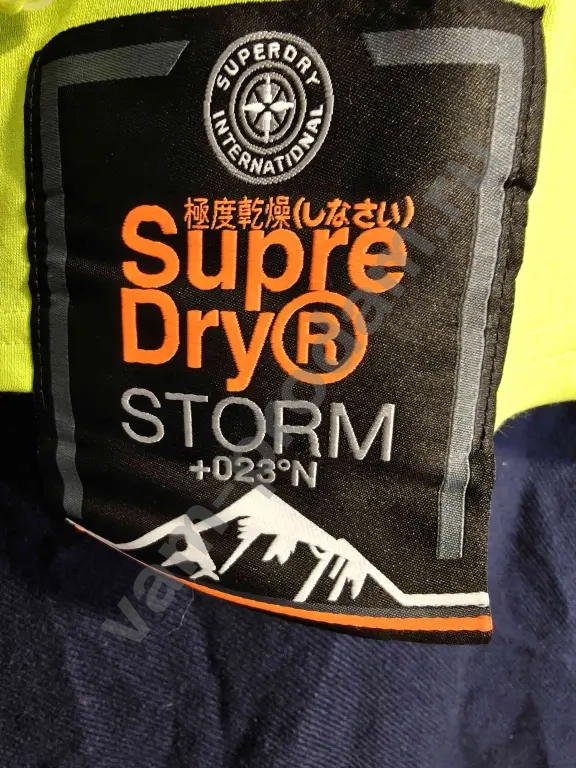 SUPERDRY
INTERNATIONAL
極度乾燥(しなさい)
Supre
Dry®
STORM
+023°N